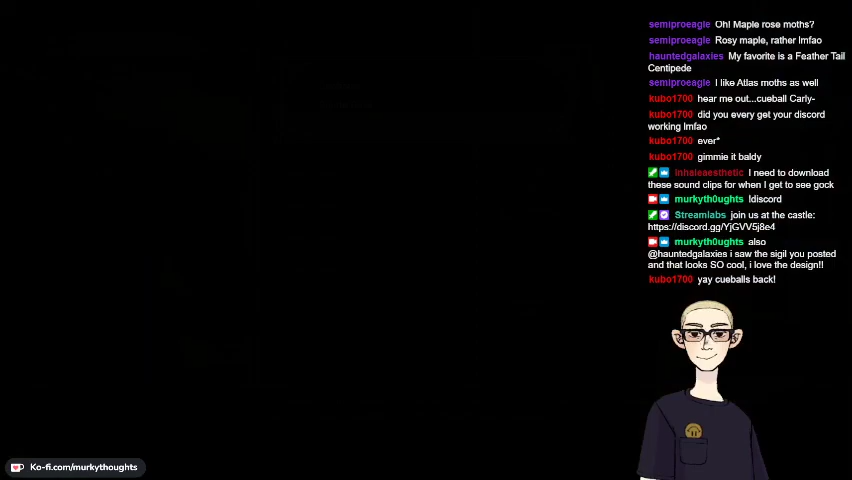 semiproeagle Oh! Maple rose moths?
semiproeagle Rosy maple, rather lmfao
hauntedgalaxies My favorite is a Feather Tail
Centipede
semiproeagle I like Atlas moths as well
kubo1700 hear me out...cueball Carly-
kubo1700 did you every get your discord
working lmfao
kubo1700 ever*
kubo1700 gimmie it baldy
inhaleaesthetic I need to download
these sound clips for when I get to see gock
murkyth0ughts !discord
Streamlabs join us at the castle:
https://discord.gg/YjGVV5j8e4
murkyth0ughts also
@hauntedgalaxies i saw the sigil you posted
and that looks SO cool, i love the design!!
kubo1700 yay cueballs back!
Ko-fi.com/murkythoughts